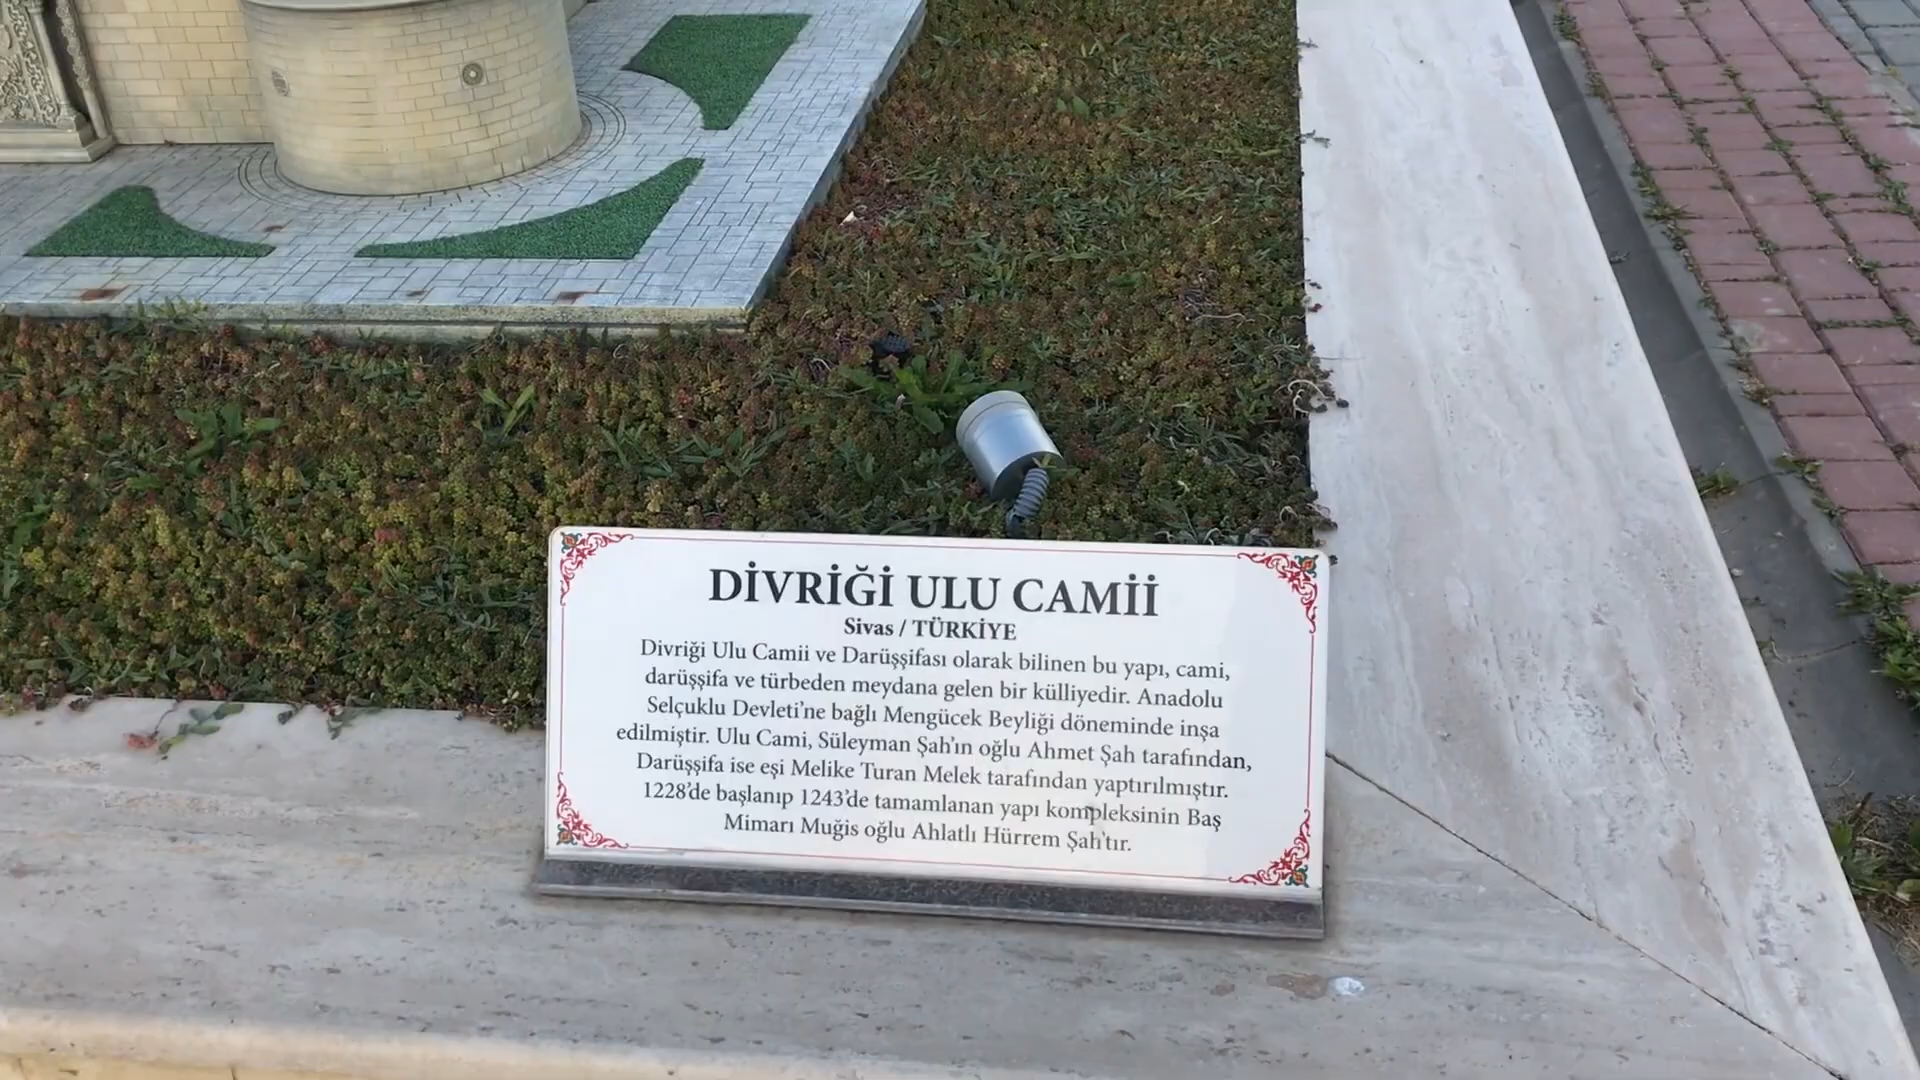 DİVRİĞİ ULU CAMİİ
Sivas / TÜRKİYE
Divriği Ulu Camii ve Darüşşifası olarak bilinen bu yapı, cami,
darüşşifa ve türbeden meydana gelen bir külliyedir. Anadolu
Selçuklu Devleti'ne bağlı Mengücek Beyliği döneminde inşa
edilmiştir. Ulu Cami, Süleyman Şah'ın oğlu Ahmet Şah tarafından,
Darüşşifa ise eşi Melike Turan Melek tarafından yaptırılmıştır.
1228'de başlanıp 1243'de tamamlanan yapı kompleksinin Baş
Mimarı Muğis oğlu Ahlatlı Hürrem Şah'tır.